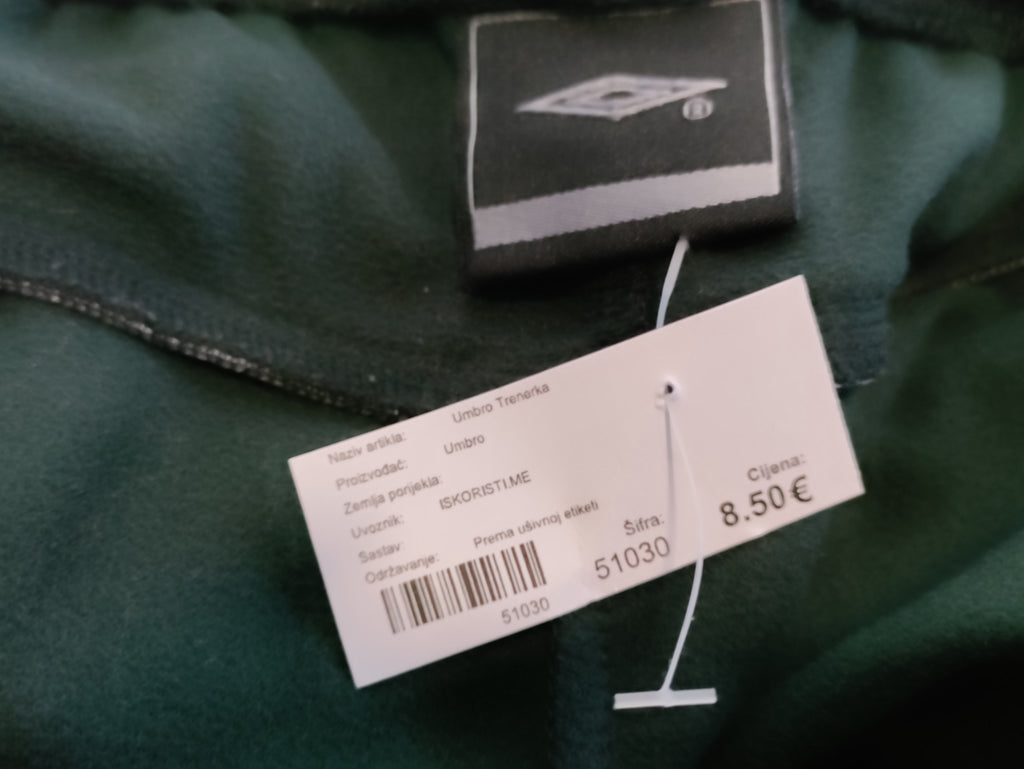 ®
Naziv artikla: Umbro Trenerka
Proizvođač: Umbro
Zemlja porijekla:
Uvoznik: ISKORISTI.ME
Sastav:
Održavanje: Prema ušivnoj etiketi
51030
Šifra:
51030
Cijena:
8.50€